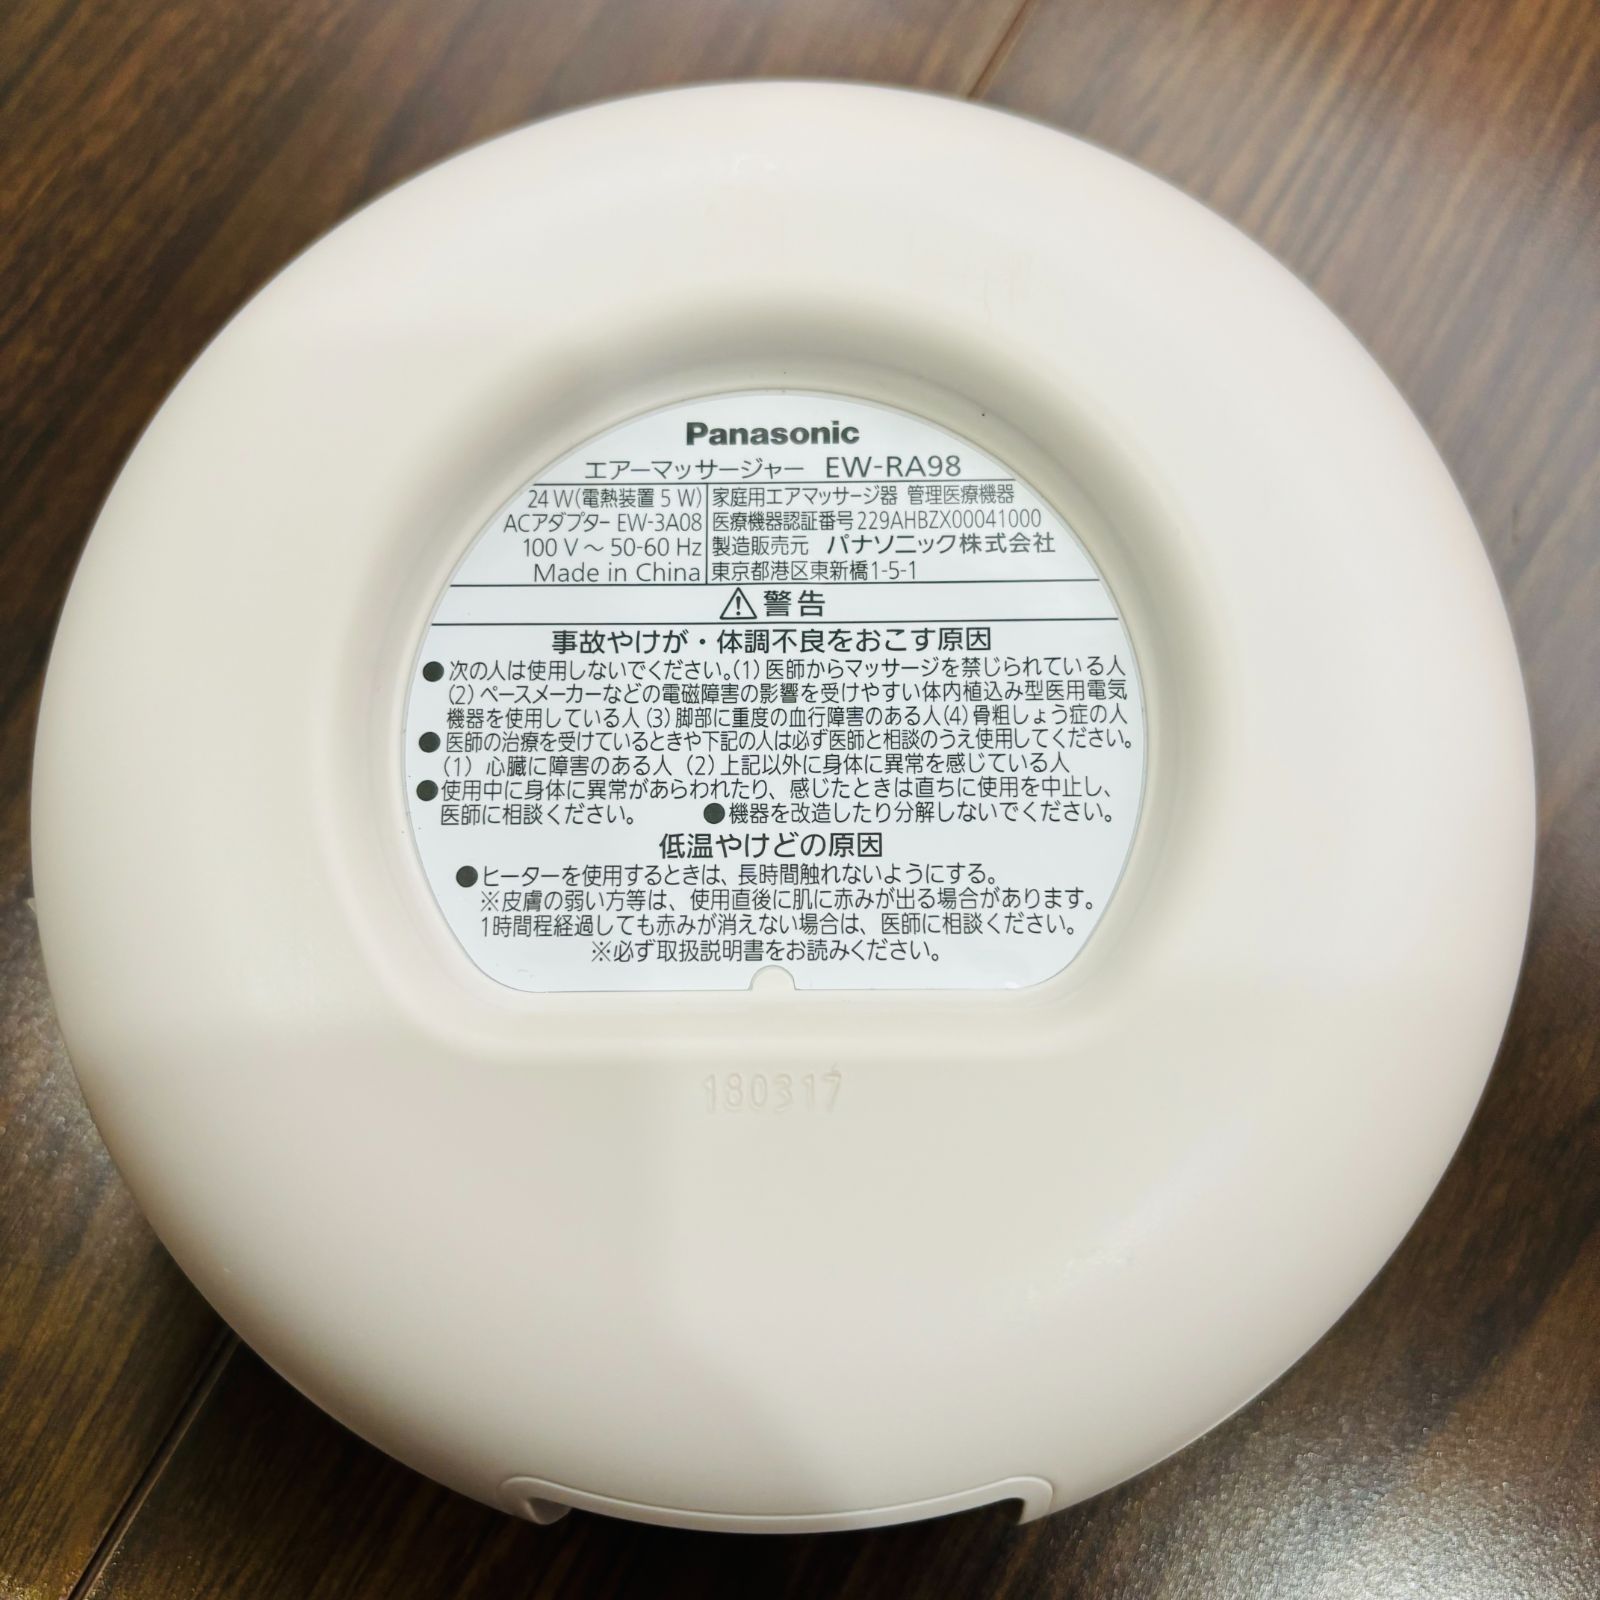 Panasonic
エアーマッサージャー EW-RA98
24 W(電熱装置 5 W)
ACアダプター EW-3A08
100 V～50-60 Hz
Made in China
家庭用エアマッサージ器 管理医療機器
医療機器認証番号 229AHBZX00041000
製造販売元 パナソニック株式会社
東京都港区東新橋1-5-1
⚠警告
事故やけが・体調不良をおこす原因
●次の人は使用しないでください。(1) 医師からマッサージを禁じられている人
(2) ペースメーカーなどの電磁障害の影響を受けやすい体内植込み型医用電気
機器を使用している人 (3) 脚部に重度の血行障害のある人(4) 骨粗しょう症の人
●医師の治療を受けているときや下記の人は必ず医師と相談のうえ使用してください。
(1) 心臓に障害のある人 (2) 上記以外に身体に異常を感じている人
●使用中に身体に異常があらわれたり、感じたときは直ちに使用を中止し、
医師に相談ください。 ●機器を改造したり分解しないでください。
低温やけどの原因
●ヒーターを使用するときは、長時間触れないようにする。
※皮膚の弱い方等は、使用直後に肌に赤みが出る場合があります。
1時間程経過しても赤みが消えない場合は、医師に相談ください。
※必ず取扱説明書をお読みください。
180317